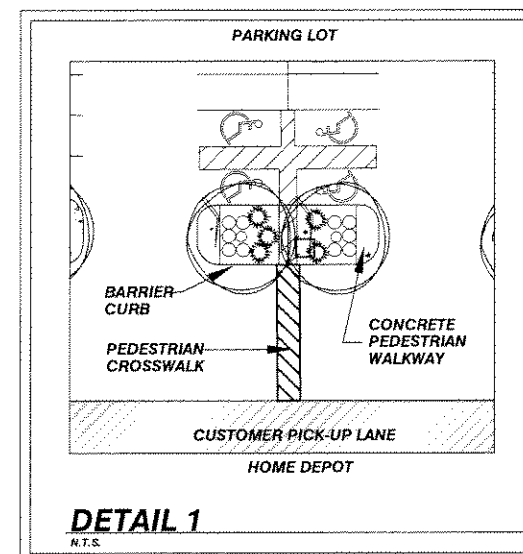 PARKING LOT
BARRIER
CURB
PEDESTRIAN
CROSSWALK
CONCRETE
PEDESTRIAN
WALKWAY
CUSTOMER PICK-UP LANE
HOME DEPOT
DETAIL 1
N.T.S.